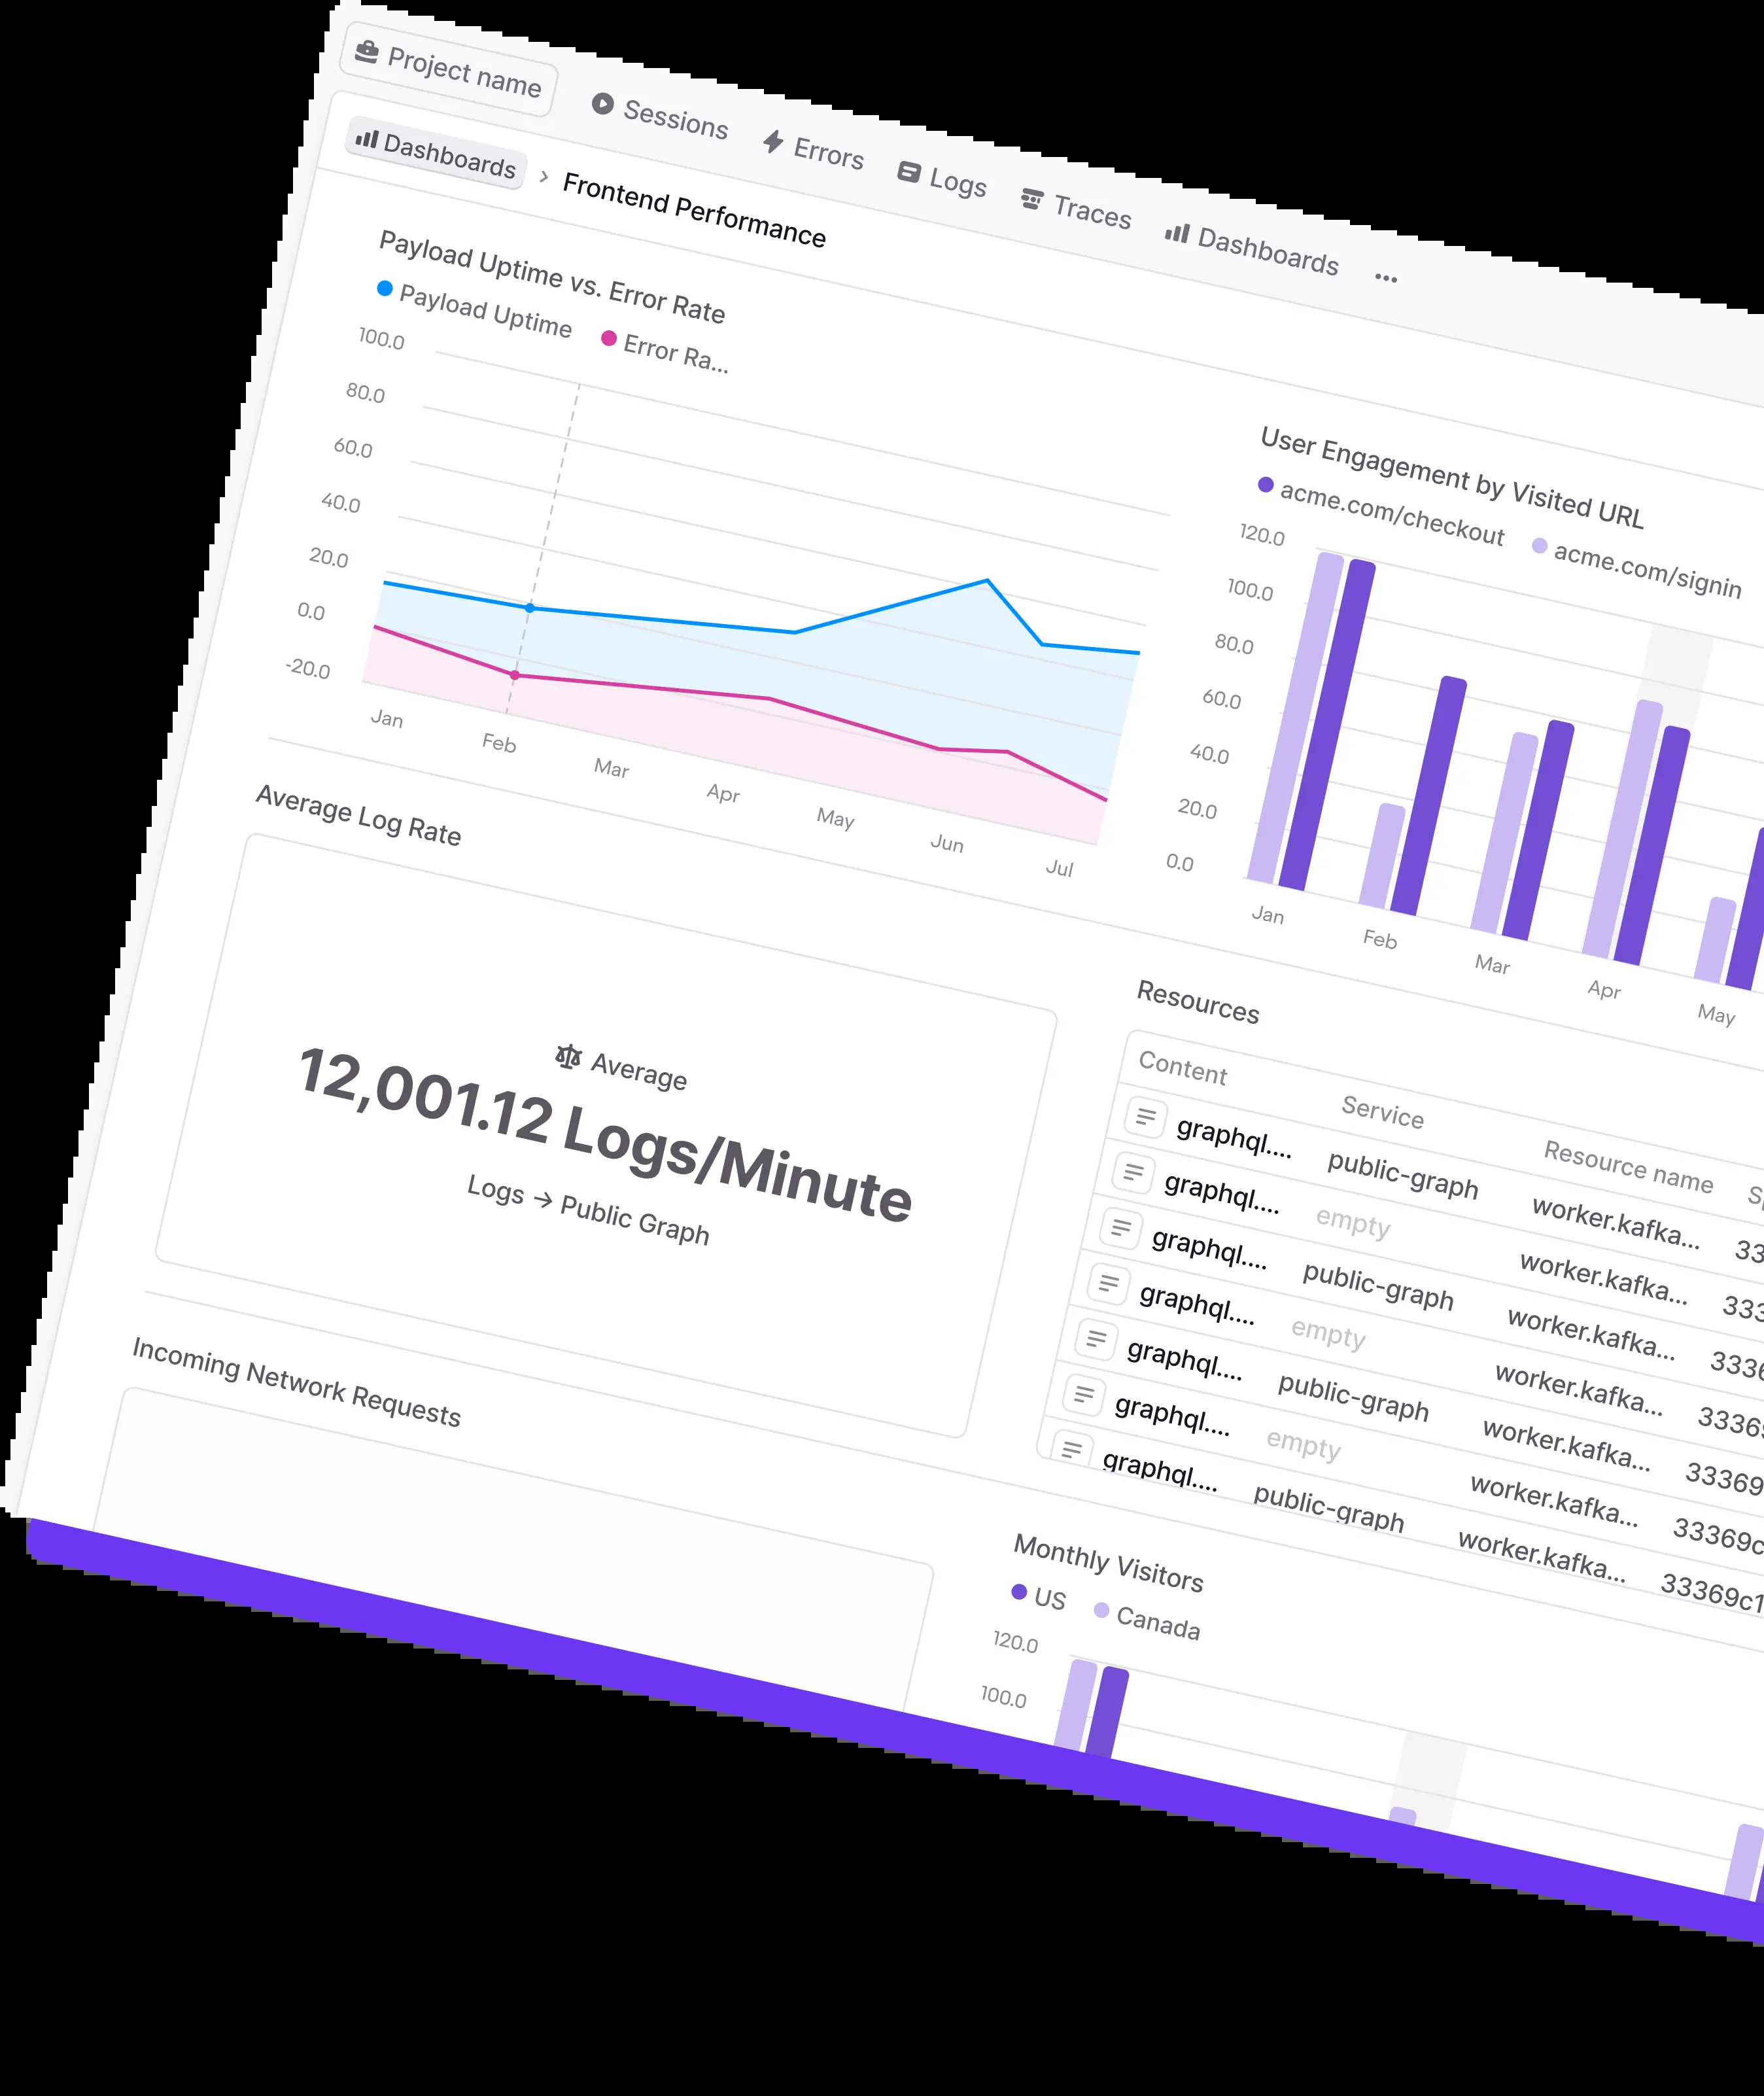 Project name
Sessions
Errors
Logs
Traces
Dashboards
...
Dashboards › Frontend Performance
Payload Uptime vs. Error Rate
Payload Uptime
Error Ra...
100.0
80.0
60.0
40.0
20.0
0.0
-20.0
Jan
Feb
Mar
Apr
May
Jun
Jul
User Engagement by Visited URL
acme.com/checkout
acme.com/signin
120.0
100.0
80.0
60.0
40.0
20.0
0.0
Jan
Feb
Mar
Apr
May
Average Log Rate
Average
12,001.12 Logs/Minute
Logs → Public Graph
Resources
Content Service Resource name
graphql.... public-graph worker.kafka... 33
graphql.... empty worker.kafka... 333
graphql.... public-graph worker.kafka... 3336
graphql.... empty worker.kafka... 33369
graphql.... public-graph worker.kafka... 33369
graphql.... empty worker.kafka... 33369c
graphql.... public-graph worker.kafka... 33369c1
Incoming Network Requests
Monthly Visitors
US
Canada
120.0
100.0